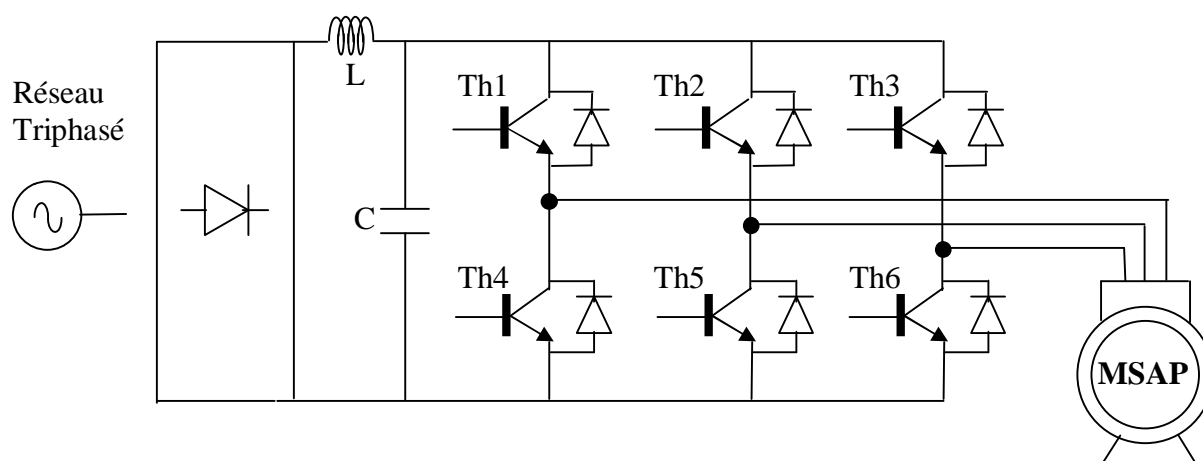 Réseau
Triphasé
L
C
Th1
Th2
Th3
Th4
Th5
Th6
MSAP